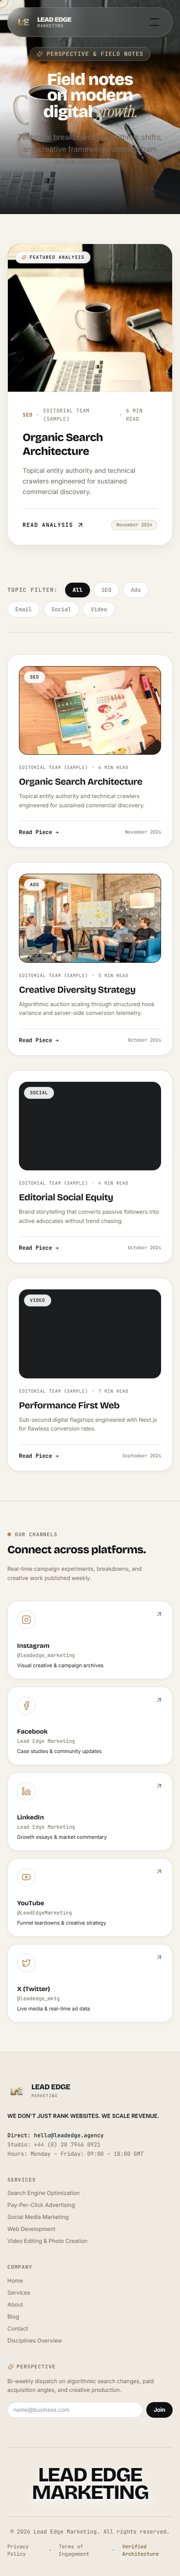 LEAD EDGE
MARKETING
PERSPECTIVE & FIELD NOTES
Field notes
on modern
digital growth.
FEATURED ANALYSIS
SEO · EDITORIAL TEAM (SAMPLE) · 6 MIN READ
Organic Search
Architecture
Topical entity authority and technical
crawlers engineered for sustained
commercial discovery.
READ ANALYSIS ↗
November 2024
TOPIC FILTER:
All
SEO
Ads
Email
Social
Video
SEO
EDITORIAL TEAM (SAMPLE) · 6 MIN READ
Organic Search Architecture
Topical entity authority and technical crawlers
engineered for sustained commercial discovery.
Read Piece →
November 2024
ADS
EDITORIAL TEAM (SAMPLE) · 5 MIN READ
Creative Diversity Strategy
Algorithmic auction scaling through structured hook
variance and server-side conversion telemetry.
Read Piece →
October 2024
SOCIAL
EDITORIAL TEAM (SAMPLE) · 4 MIN READ
Editorial Social Equity
Brand storytelling that converts passive followers into
active advocates without trend chasing.
Read Piece →
October 2024
VIDEO
EDITORIAL TEAM (SAMPLE) · 7 MIN READ
Performance First Web
Sub-second digital flagships engineered with Next.js
for flawless conversion rates.
Read Piece →
September 2024
OUR CHANNELS
Connect across platforms.
Real-time campaign experiments, breakdowns, and
creative work published weekly.
Instagram
@leadedge_marketing
Visual creative & campaign archives
Facebook
Lead Edge Marketing
Case studies & community updates
LinkedIn
Lead Edge Marketing
Growth essays & market commentary
YouTube
@LeadEdgeMarketing
Funnel teardowns & creative strategy
X (Twitter)
@leadedge_mktg
Live media & real-time ad data
LEAD EDGE
MARKETING
WE DON'T JUST RANK WEBSITES. WE SCALE REVENUE.
Direct: hello@leadedge.agency
Studio: +44 (0) 20 7946 0921
Hours: Monday – Friday: 09:00 – 18:00 GMT
SERVICES
Search Engine Optimization
Pay-Per-Click Advertising
Social Media Marketing
Web Development
Video Editing & Photo Creation
COMPANY
Home
Services
About
Blog
Contact
Disciplines Overview
PERSPECTIVE
Bi-weekly dispatch on algorithmic search changes, paid
acquisition angles, and creative production.
name@business.com
Join
LEAD EDGE
MARKETING
© 2026 Lead Edge Marketing. All rights reserved.
Privacy Policy · Terms of Engagement · Verified Architecture